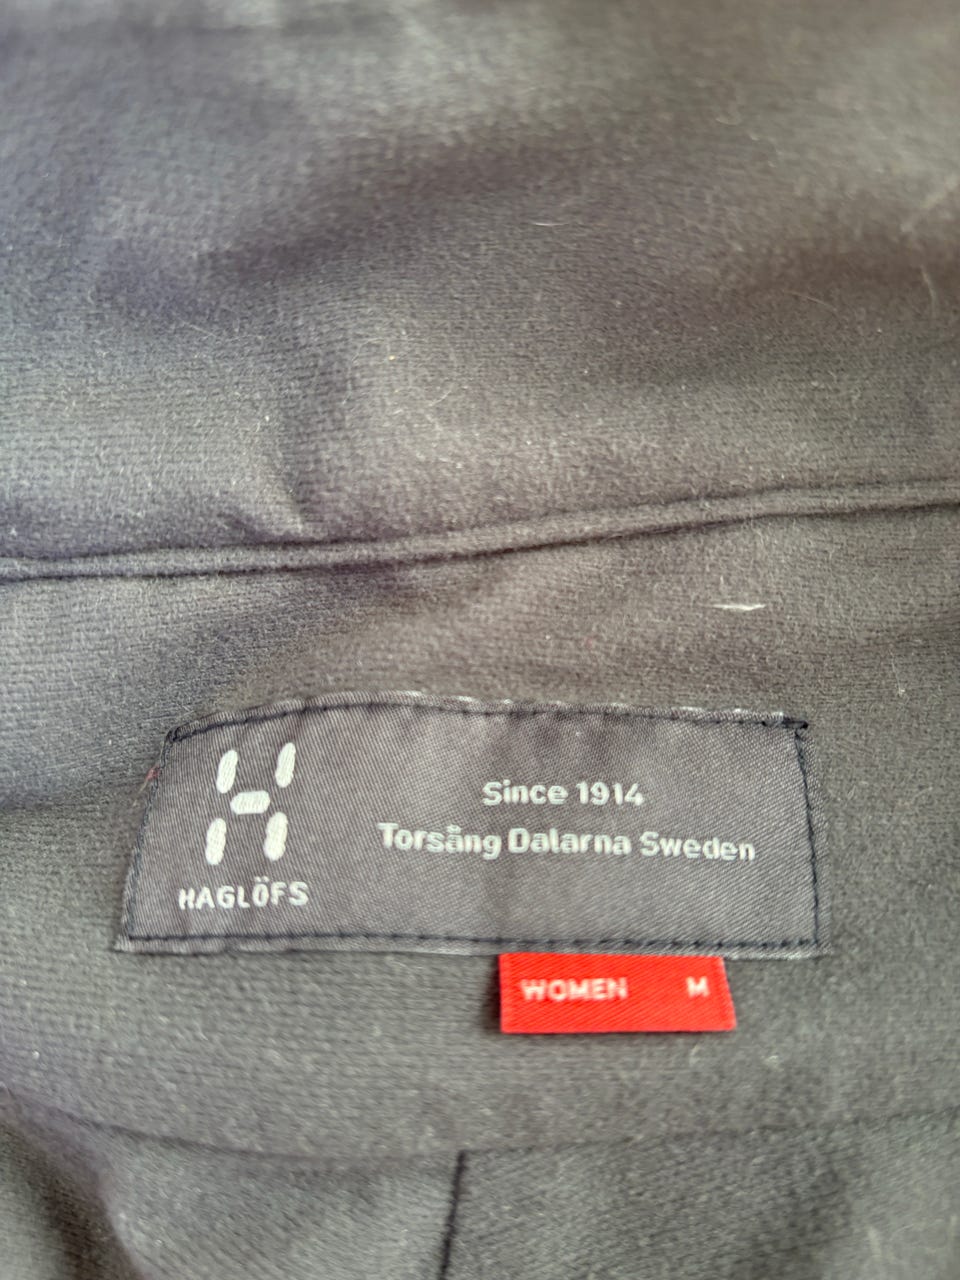 HAGLÖFS
Since 1914
Torsång Dalarna Sweden
WOMEN M